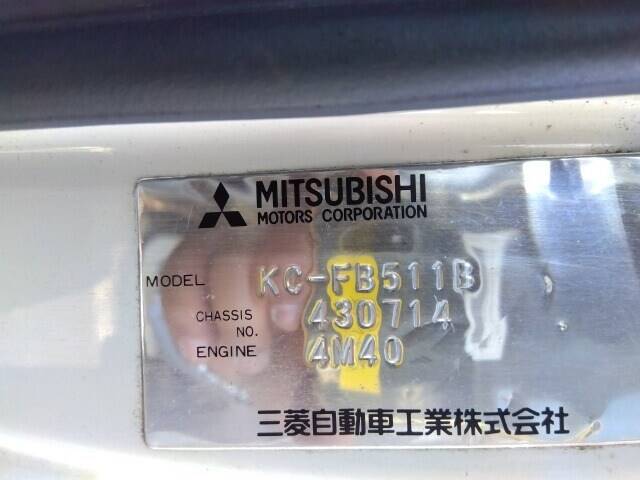 MITSUBISHI
MOTORS CORPORATION
MODEL KC-FB511B
CHASSIS NO. 430714
ENGINE 4M40
三菱自動車工業株式会社